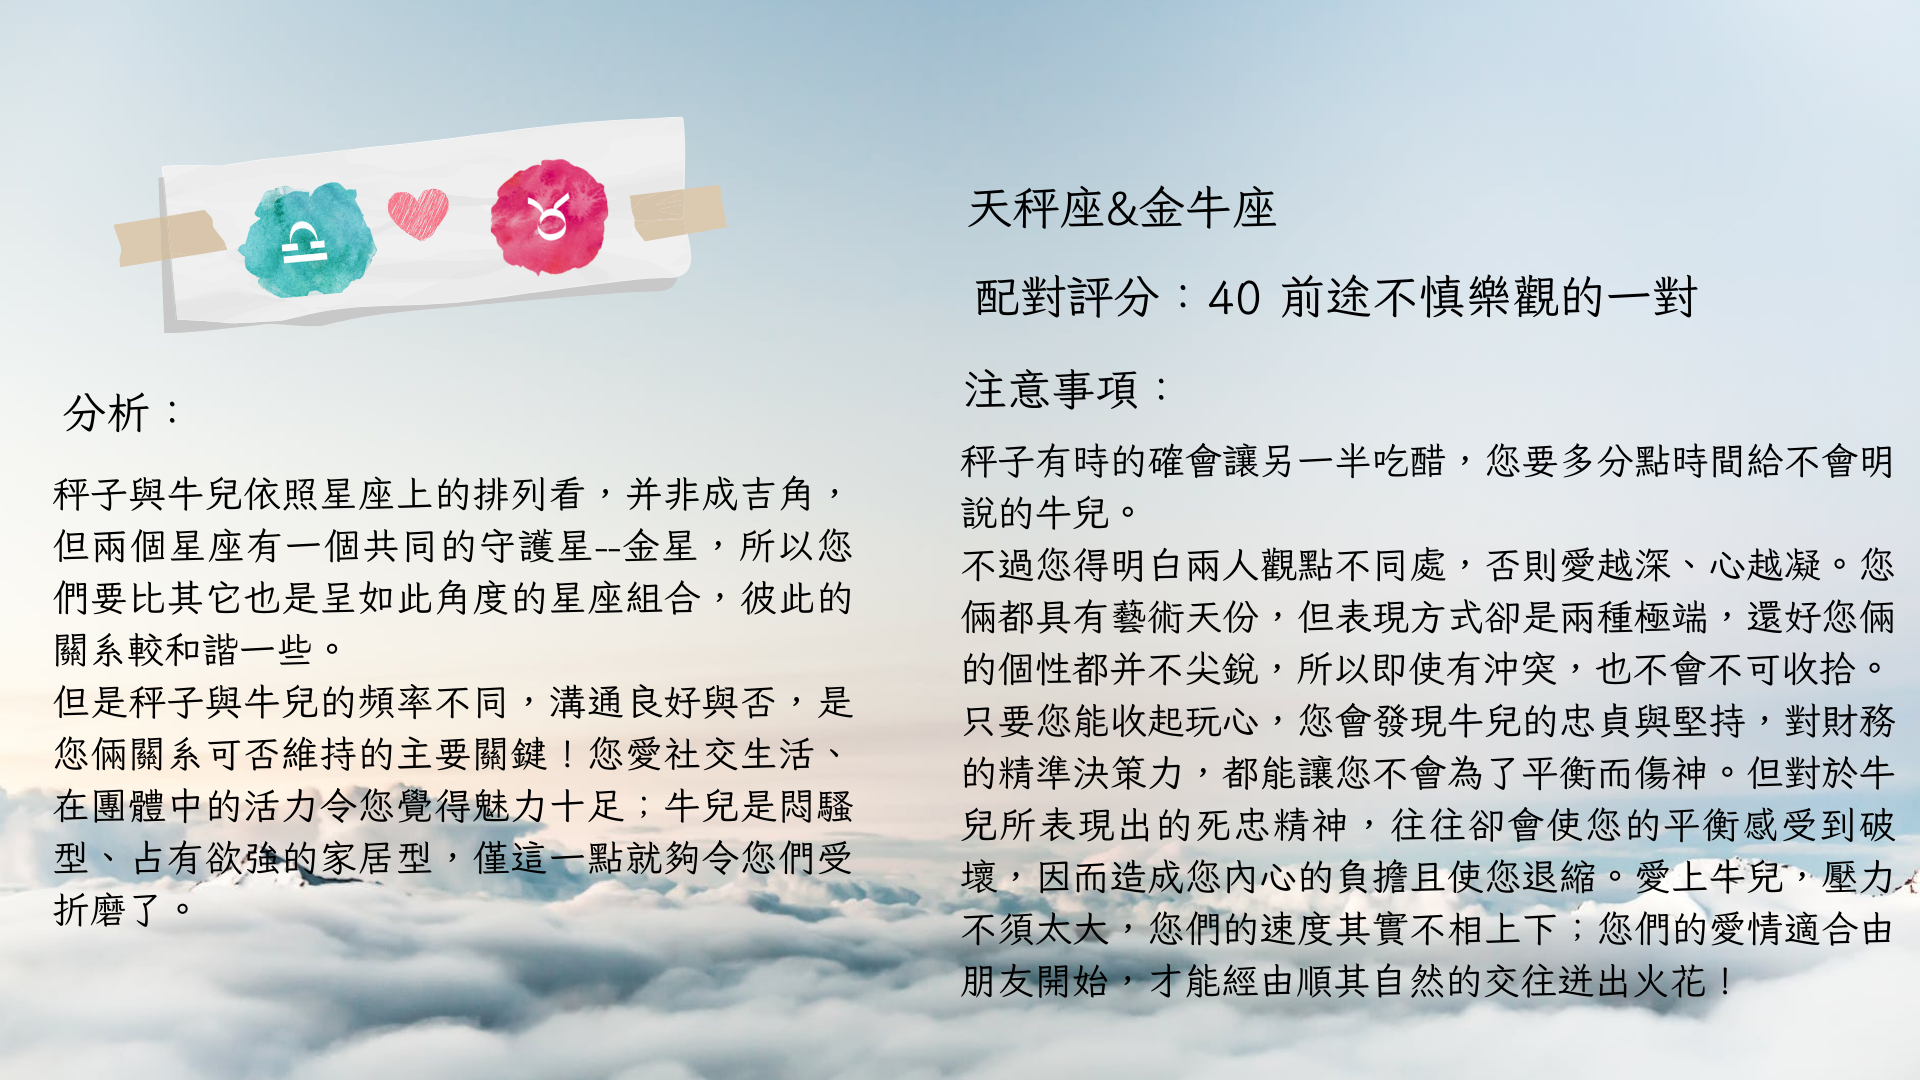 天秤座&金牛座
配對評分：40 前途不慎樂觀的一對
分析：
秤子與牛兒依照星座上的排列看，并非成吉角，
但兩個星座有一個共同的守護星--金星，所以您
們要比其它也是呈如此角度的星座組合，彼此的
關系較和諧一些。
但是秤子與牛兒的頻率不同，溝通良好與否，是
您倆關系可否維持的主要關鍵！您愛社交生活、
在團體中的活力令您覺得魅力十足；牛兒是悶騷
型、占有欲強的家居型，僅這一點就夠令您們受
折磨了。
注意事項：
秤子有時的確會讓另一半吃醋，您要多分點時間給不會明
說的牛兒。
不過您得明白兩人觀點不同處，否則愛越深、心越凝。您
倆都具有藝術天份，但表現方式卻是兩種極端，還好您倆
的個性都并不尖銳，所以即使有沖突，也不會不可收拾。
只要您能收起玩心，您會發現牛兒的忠貞與堅持，對財務
的精準決策力，都能讓您不會為了平衡而傷神。但對於牛
兒所表現出的死忠精神，往往卻會使您的平衡感受到破
壞，因而造成您內心的負擔且使您退縮。愛上牛兒，壓力
不須太大，您們的速度其實不相上下；您們的愛情適合由
朋友開始，才能經由順其自然的交往迸出火花！